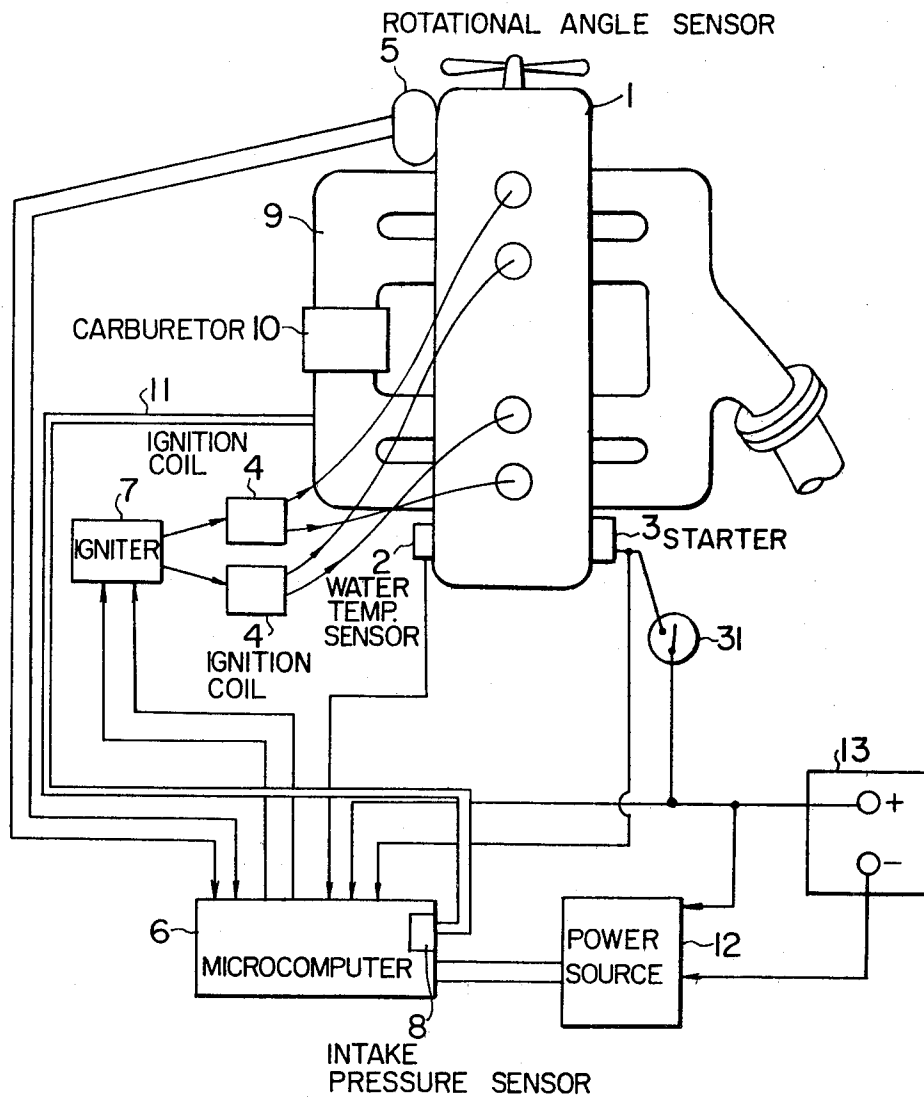 ROTATIONAL ANGLE SENSOR
5
1
9
CARBURETOR 10
11
IGNITION
COIL
4
7
IGNITER
2
WATER
TEMP.
SENSOR
3 STARTER
4
IGNITION
COIL
31
13
+
-
6
MICROCOMPUTER
8
INTAKE
PRESSURE SENSOR
POWER
SOURCE
12